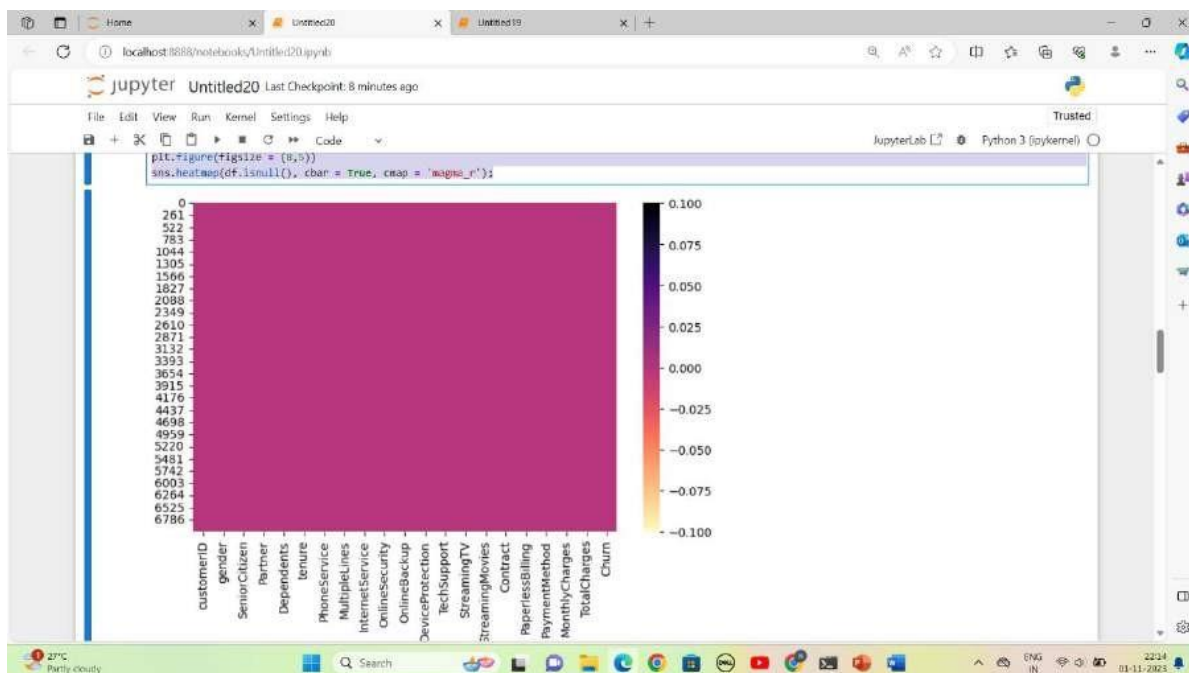 Home
Untitled20
Untitled19
localhost:8888/notebooks/Untitled20.ipynb
jupyter Untitled20 Last Checkpoint: 8 minutes ago
File Edit View Run Kernel Settings Help
Trusted
Code
JupyterLab
Python 3 (ipykernel)
plt.figure(figsize = (8,5))
sns.heatmap(df.isnull(), cbar = True, cmap = 'magma_r');
0
261
522
783
1044
1305
1566
1827
2088
2349
2610
2871
3132
3393
3654
3915
4176
4437
4698
4959
5220
5481
5742
6003
6264
6525
6786
0.100
0.075
0.050
0.025
0.000
−0.025
−0.050
−0.075
−0.100
customerID
gender
SeniorCitizen
Partner
Dependents
tenure
PhoneService
MultipleLines
InternetService
OnlineSecurity
OnlineBackup
DeviceProtection
TechSupport
StreamingTV
StreamingMovies
Contract
PaperlessBilling
PaymentMethod
MonthlyCharges
TotalCharges
Churn
27°C
Partly cloudy
Search
ENG
IN
22:14
01-11-2023